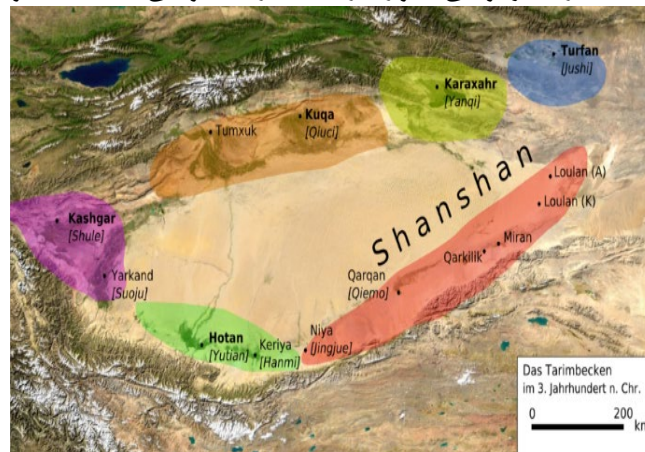 Turfan
[Jushi]
Karaxahr
[Yanqi]
Kuqa
[Qiuci]
Tumxuk
Shanshan
Loulan (A)
Loulan (K)
Kashgar
[Shule]
Miran
Qarkilik
Yarkand
[Suoju]
Qarqan
[Qiemo]
Hotan
[Yutian]
Keriya
[Hanmi]
Niya
[Jingjue]
Das Tarimbecken
im 3. Jahrhundert n. Chr.
0 200
km